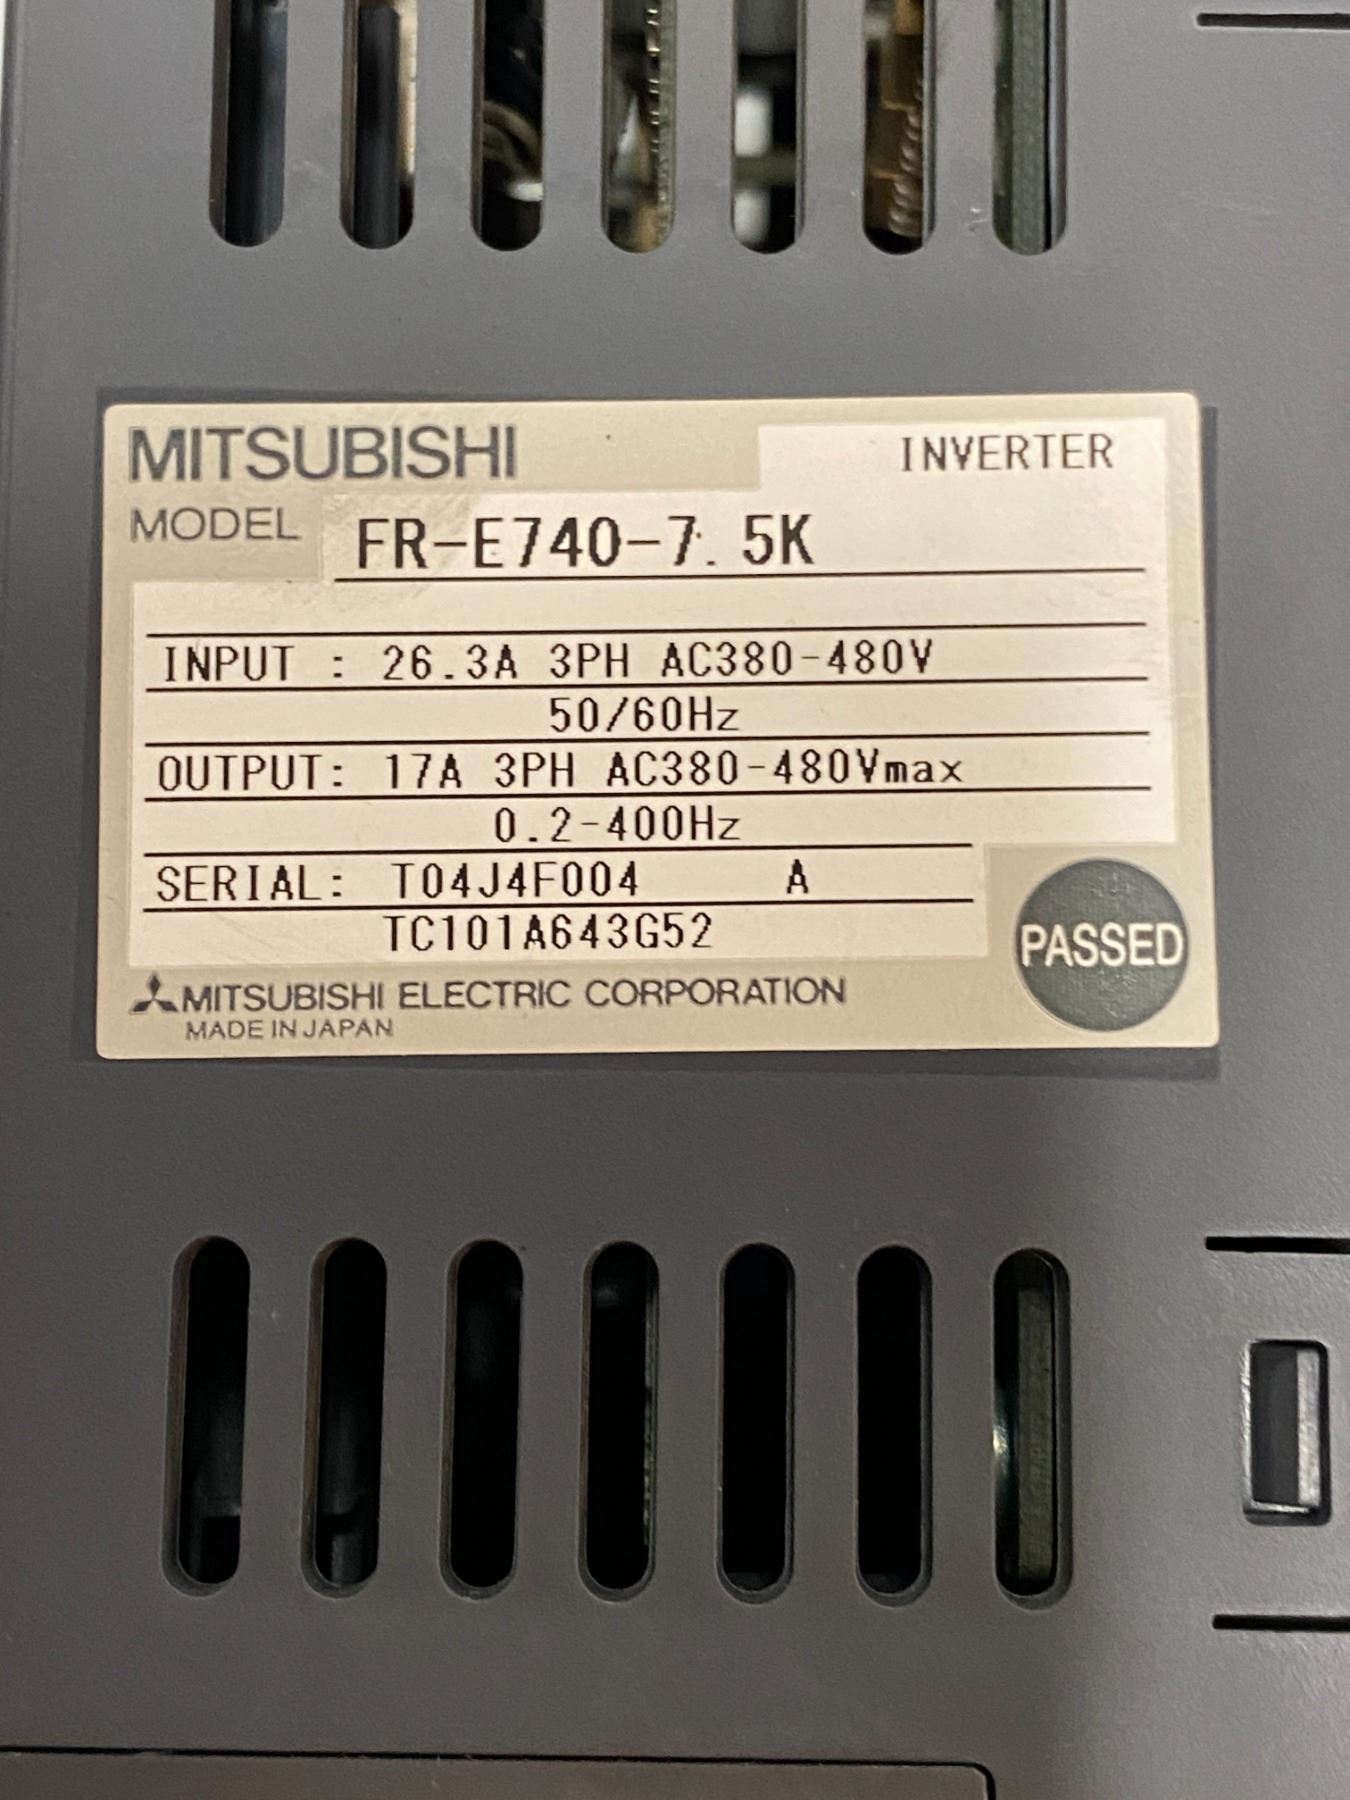 MITSUBISHI
INVERTER
MODEL FR-E740-7.5K
INPUT : 26.3A 3PH AC380-480V
50/60Hz
OUTPUT: 17A 3PH AC380-480Vmax
0.2-400Hz
SERIAL: T04J4F004 A
TC101A643G52
PASSED
MITSUBISHI ELECTRIC CORPORATION
MADE IN JAPAN